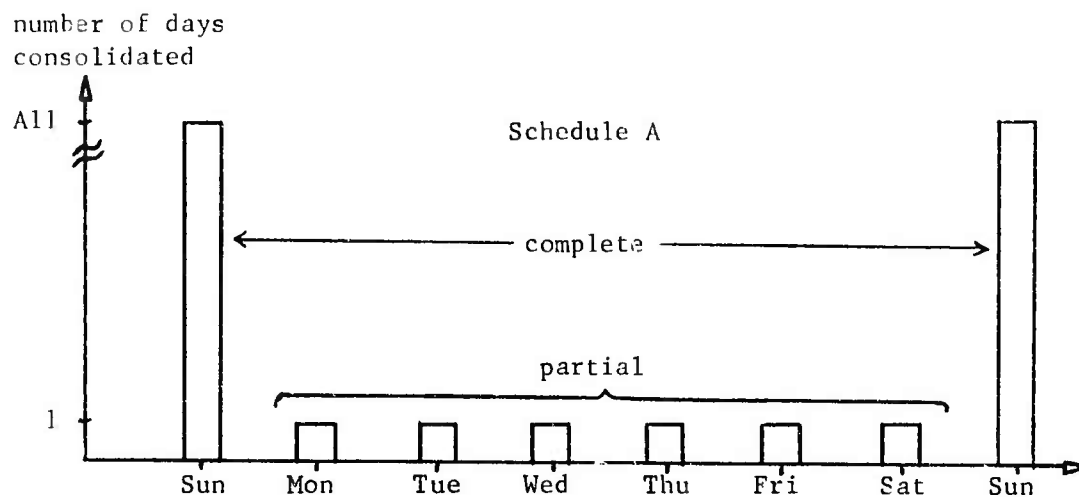 number of days
consolidated
All
Schedule A
complete
partial
1
Sun Mon Tue Wed Thu Fri Sat Sun